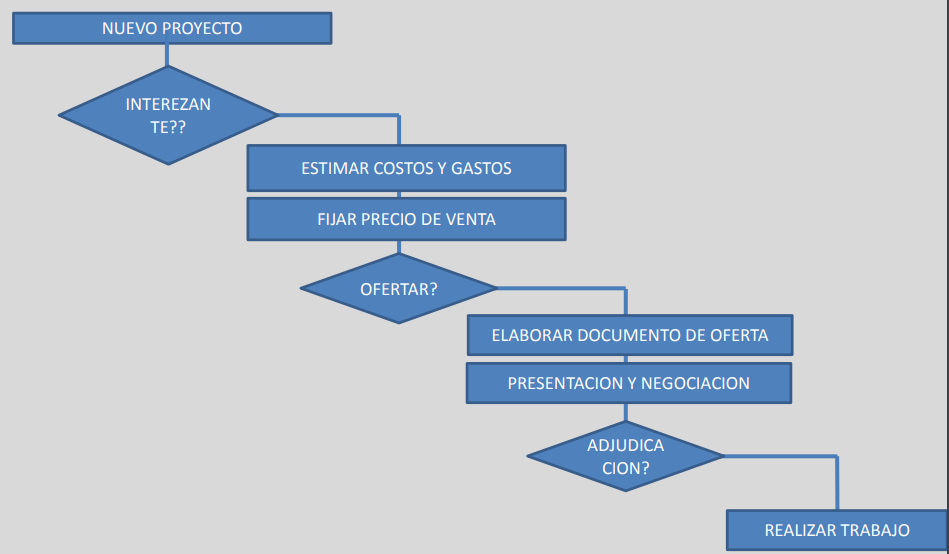 NUEVO PROYECTO
INTEREZAN
TE??
ESTIMAR COSTOS Y GASTOS
FIJAR PRECIO DE VENTA
OFERTAR?
ELABORAR DOCUMENTO DE OFERTA
PRESENTACION Y NEGOCIACION
ADJUDICA
CION?
REALIZAR TRABAJO